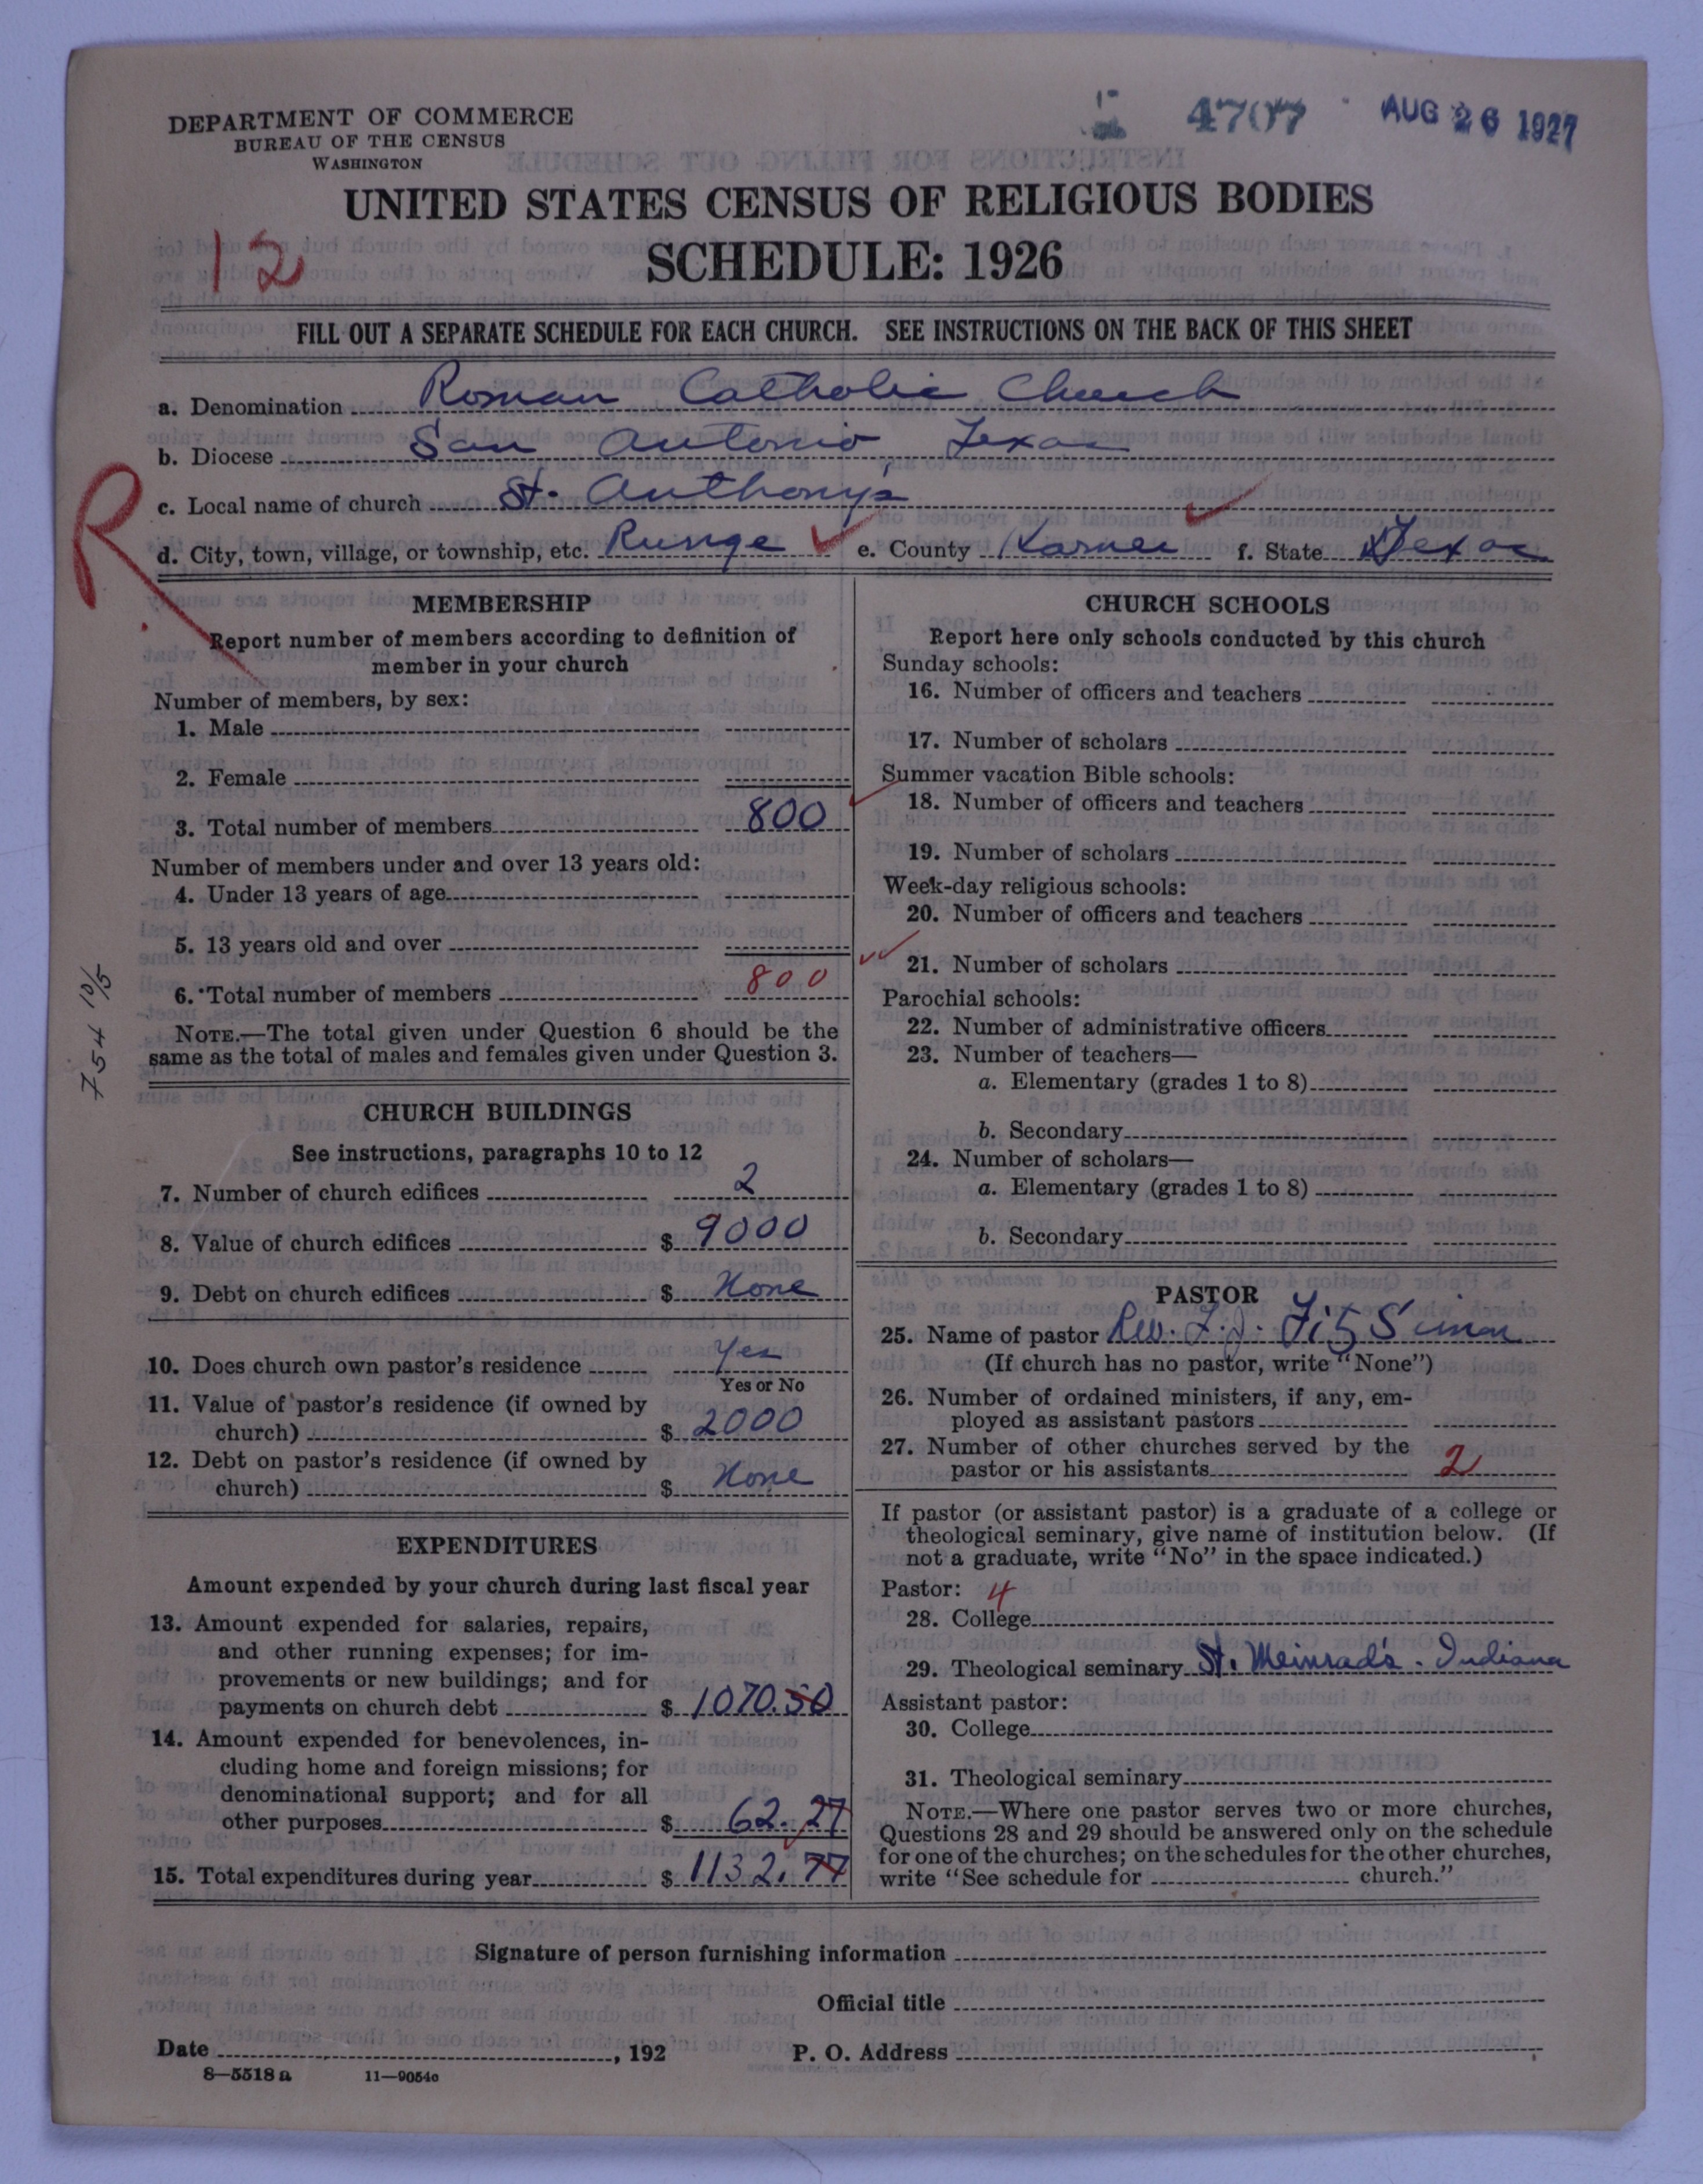 DEPARTMENT OF COMMERCE
BUREAU OF THE CENSUS
WASHINGTON
4707 AUG 26 1927
UNITED STATES CENSUS OF RELIGIOUS BODIES
SCHEDULE: 1926
12
FILL OUT A SEPARATE SCHEDULE FOR EACH CHURCH. SEE INSTRUCTIONS ON THE BACK OF THIS SHEET
a. Denomination Roman Catholic Church
b. Diocese San Antonio Texas
c. Local name of church St. Anthony's
d. City, town, village, or township, etc. Runge e. County Karnes f. State Texas
R
MEMBERSHIP
Report number of members according to definition of
member in your church
Number of members, by sex:
1. Male
2. Female
3. Total number of members 800
Number of members under and over 13 years old:
4. Under 13 years of age
5. 13 years old and over
6. Total number of members 800
NOTE.—The total given under Question 6 should be the
same as the total of males and females given under Question 3.
754 10/5
CHURCH BUILDINGS
See instructions, paragraphs 10 to 12
7. Number of church edifices 2
8. Value of church edifices $ 9000
9. Debt on church edifices $ None
10. Does church own pastor's residence Yes
Yes or No
11. Value of pastor's residence (if owned by
church) $ 2000
12. Debt on pastor's residence (if owned by
church) $ None
EXPENDITURES
Amount expended by your church during last fiscal year
13. Amount expended for salaries, repairs,
and other running expenses; for im-
provements or new buildings; and for
payments on church debt $ 1070.50
14. Amount expended for benevolences, in-
cluding home and foreign missions; for
denominational support; and for all
other purposes $ 62.27
15. Total expenditures during year $ 1132.77
CHURCH SCHOOLS
Report here only schools conducted by this church
Sunday schools:
16. Number of officers and teachers
17. Number of scholars
Summer vacation Bible schools:
18. Number of officers and teachers
19. Number of scholars
Week-day religious schools:
20. Number of officers and teachers
21. Number of scholars
Parochial schools:
22. Number of administrative officers
23. Number of teachers—
a. Elementary (grades 1 to 8)
b. Secondary
24. Number of scholars—
a. Elementary (grades 1 to 8)
b. Secondary
PASTOR
25. Name of pastor Rev. F. J. FitzSimon
(If church has no pastor, write "None")
26. Number of ordained ministers, if any, em-
ployed as assistant pastors
27. Number of other churches served by the
pastor or his assistants 2
If pastor (or assistant pastor) is a graduate of a college or
theological seminary, give name of institution below. (If
not a graduate, write "No" in the space indicated.)
Pastor: 4
28. College
29. Theological seminary St. Meinrad's. Indiana
Assistant pastor:
30. College
31. Theological seminary
NOTE.—Where one pastor serves two or more churches,
Questions 28 and 29 should be answered only on the schedule
for one of the churches; on the schedules for the other churches,
write "See schedule for church."
Signature of person furnishing information
Official title
Date , 192 P. O. Address
8—5518 a 11—9054c